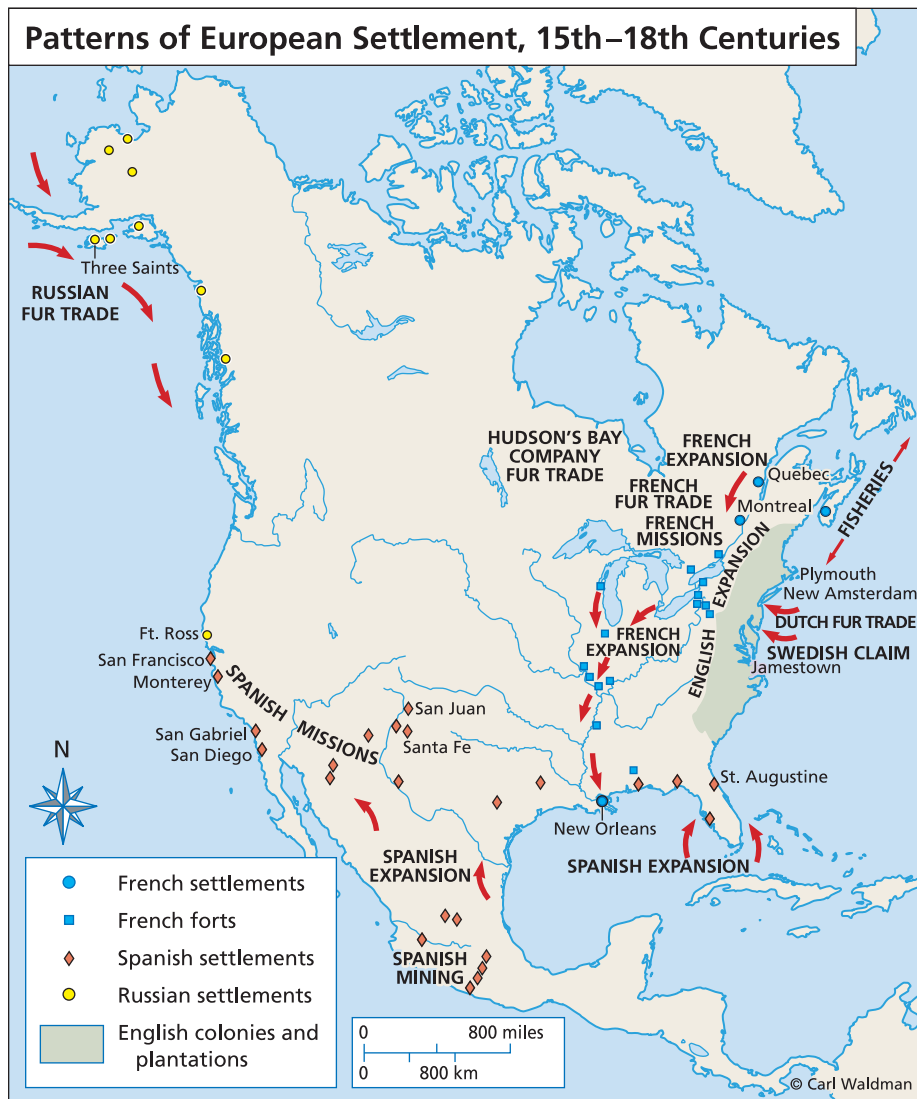 Patterns of European Settlement, 15th–18th Centuries
Three Saints
RUSSIAN
FUR TRADE
HUDSON'S BAY
COMPANY
FUR TRADE
FRENCH
EXPANSION
Quebec
FRENCH
FUR TRADE
Montreal
FRENCH
MISSIONS
FISHERIES
ENGLISH EXPANSION
Plymouth
New Amsterdam
DUTCH FUR TRADE
SWEDISH CLAIM
Jamestown
FRENCH
EXPANSION
Ft. Ross
San Francisco
Monterey
SPANISH MISSIONS
San Juan
Santa Fe
San Gabriel
San Diego
N
St. Augustine
New Orleans
SPANISH
EXPANSION
SPANISH EXPANSION
SPANISH
MINING
French settlements
French forts
Spanish settlements
Russian settlements
English colonies and
plantations
0 800 miles
0 800 km
© Carl Waldman